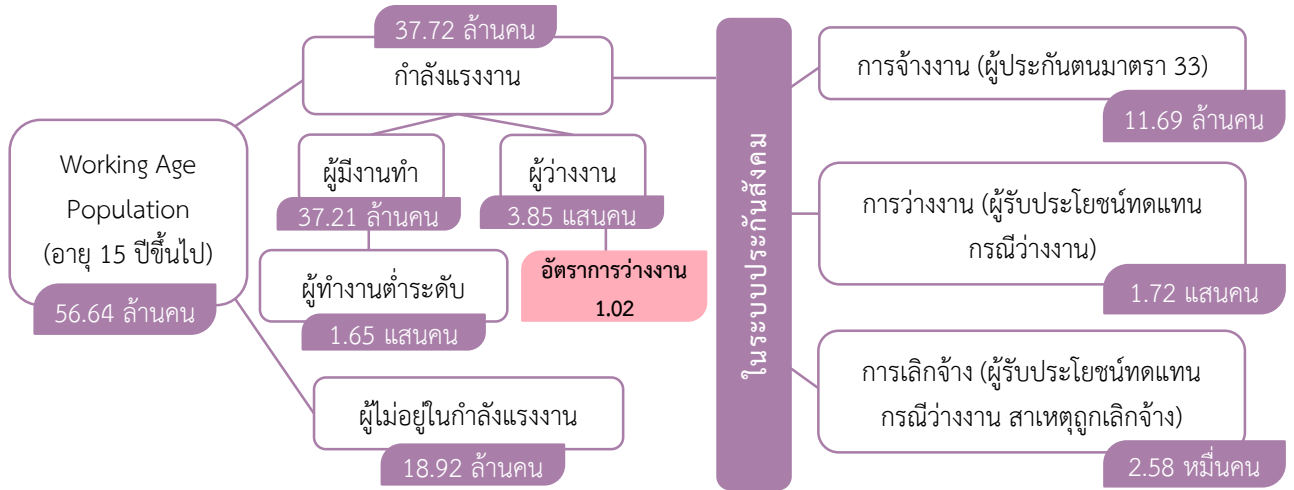 Working Age
Population
(อายุ 15 ปีขึ้นไป)
56.64 ล้านคน
37.72 ล้านคน
กำลังแรงงาน
ผู้มีงานทำ
37.21 ล้านคน
ผู้ว่างงาน
3.85 แสนคน
ผู้ทำงานต่ำระดับ
1.65 แสนคน
อัตราการว่างงาน
1.02
ผู้ไม่อยู่ในกำลังแรงงาน
18.92 ล้านคน
ในระบบประกันสังคม
การจ้างงาน (ผู้ประกันตนมาตรา 33)
11.69 ล้านคน
การว่างงาน (ผู้รับประโยชน์ทดแทน
กรณีว่างงาน)
1.72 แสนคน
การเลิกจ้าง (ผู้รับประโยชน์ทดแทน
กรณีว่างงาน สาเหตุถูกเลิกจ้าง)
2.58 หมื่นคน